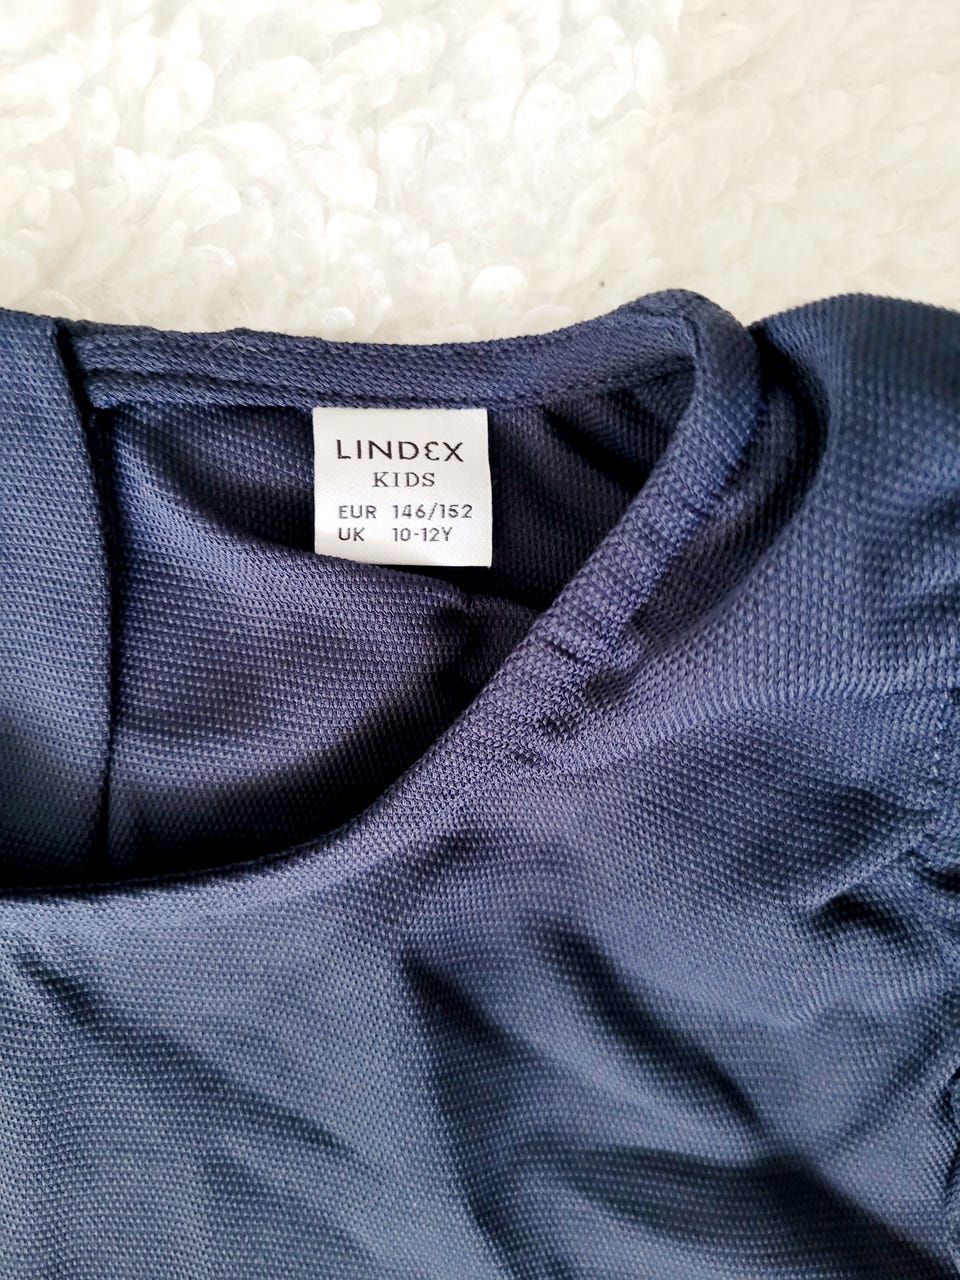 LINDEX
KIDS
EUR 146/152
UK 10-12Y